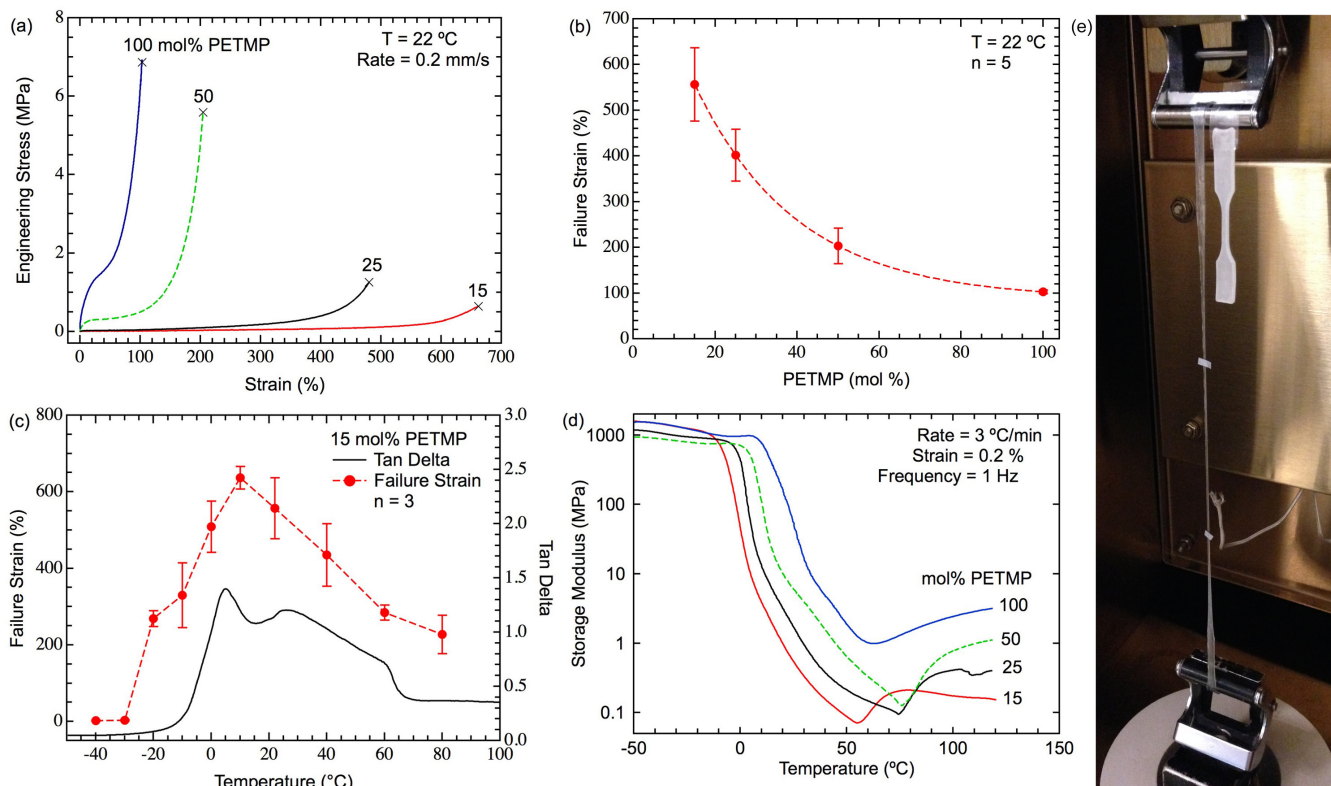 (a)
100 mol% PETMP
T = 22 ºC
Rate = 0.2 mm/s
50
25
15
8
6
4
2
0
Engineering Stress (MPa)
0 100 200 300 400 500 600 700
Strain (%)
(b)
T = 22 ºC
n = 5
700
600
500
400
300
200
100
0
Failure Strain (%)
0 20 40 60 80 100
PETMP (mol %)
(c)
15 mol% PETMP
Tan Delta
Failure Strain
n = 3
800
600
400
200
0
Failure Strain (%)
3.0
2.5
2.0
1.5
1.0
0.5
0.0
Tan Delta
-40 -20 0 20 40 60 80 100
Temperature (°C)
(d)
Rate = 3 ºC/min
Strain = 0.2 %
Frequency = 1 Hz
mol% PETMP
100
50
25
15
1000
100
10
1
0.1
Storage Modulus (MPa)
-50 0 50 100 150
Temperature (ºC)
(e)